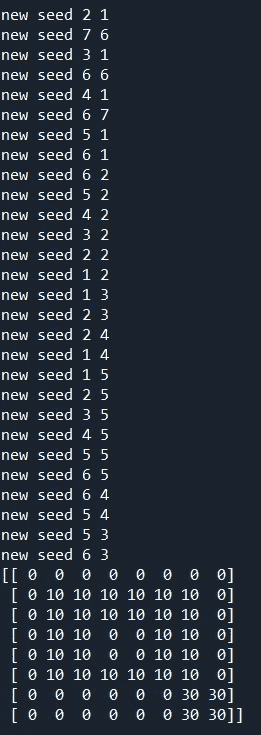 new seed 2 1
new seed 7 6
new seed 3 1
new seed 6 6
new seed 4 1
new seed 6 7
new seed 5 1
new seed 6 1
new seed 6 2
new seed 5 2
new seed 4 2
new seed 3 2
new seed 2 2
new seed 1 2
new seed 1 3
new seed 2 3
new seed 2 4
new seed 1 4
new seed 1 5
new seed 2 5
new seed 3 5
new seed 4 5
new seed 5 5
new seed 6 5
new seed 6 4
new seed 5 4
new seed 5 3
new seed 6 3
[[ 0  0  0  0  0  0  0  0]
 [ 0 10 10 10 10 10 10  0]
 [ 0 10 10 10 10 10 10  0]
 [ 0 10 10  0  0 10 10  0]
 [ 0 10 10  0  0 10 10  0]
 [ 0 10 10 10 10 10 10  0]
 [ 0  0  0  0  0  0 30 30]
 [ 0  0  0  0  0  0 30 30]]